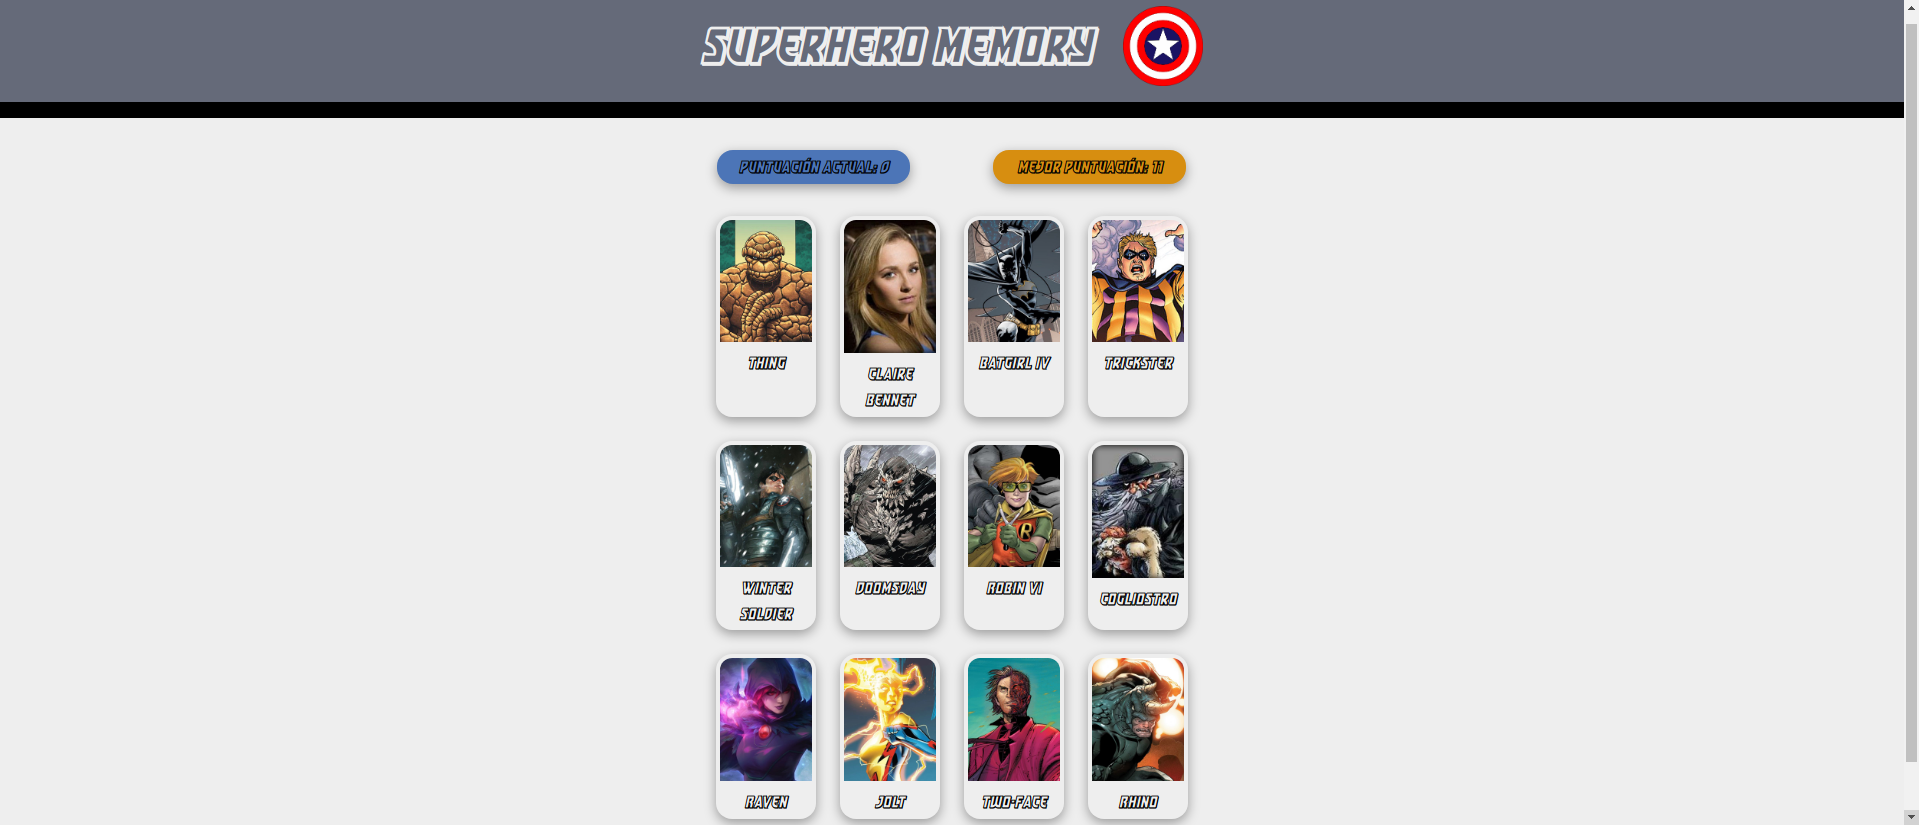 SUPERHERO MEMORY
PUNTUACIÓN ACTUAL: 0
MEJOR PUNTUACIÓN: 11
THING
CLAIRE
BENNET
BATGIRL IV
TRICKSTER
WINTER
SOLDIER
DOOMSDAY
ROBIN VI
COGLIOSTRO
RAVEN
JOLT
TWO-FACE
RHINO